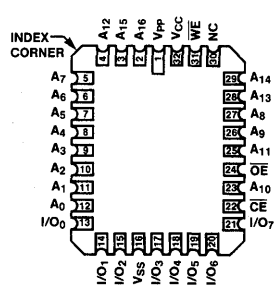 INDEX
CORNER
A12 A15 A16 VPP VCC WE NC
4 3 2 1 32 31 30
A7 5 29 A14
A6 6 28 A13
A5 7 27 A8
A4 8 26 A9
A3 9 25 A11
A2 10 24 OE
A1 11 23 A10
A0 12 22 CE
I/O0 13 21 I/O7
14 15 16 17 18 19 20
I/O1 I/O2 VSS I/O3 I/O4 I/O5 I/O6